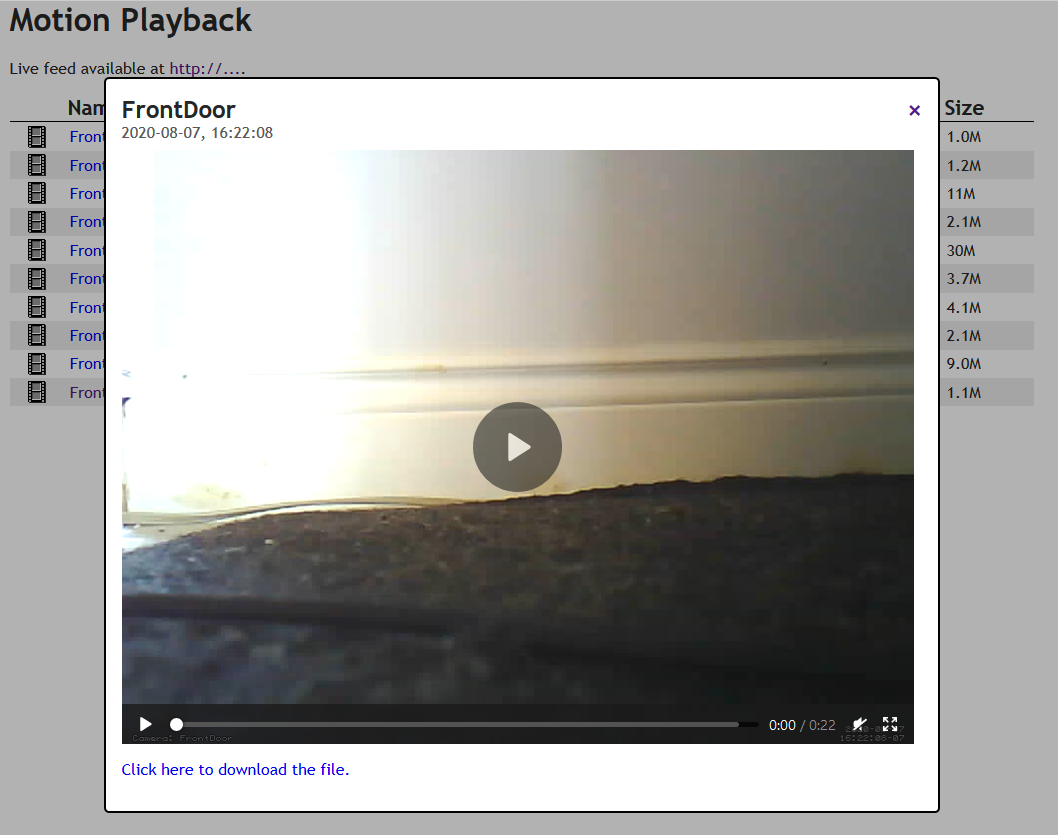 Motion Playback
Live feed available at http://....
Nam
Size
Front
1.0M
Front
1.2M
Front
11M
Front
2.1M
Front
30M
Front
3.7M
Front
4.1M
Front
2.1M
Front
9.0M
Front
1.1M
FrontDoor
×
2020-08-07, 16:22:08
0:00 / 0:22
Camera: FrontDoor
16:22:08-07
Click here to download the file.